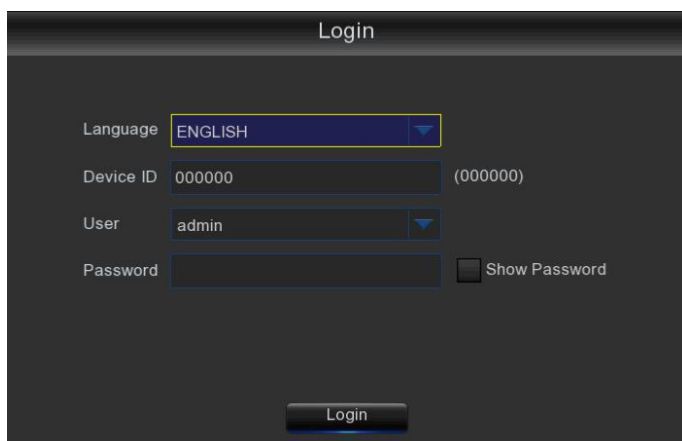 Login
Language ENGLISH
Device ID 000000 (000000)
User admin
Password Show Password
Login